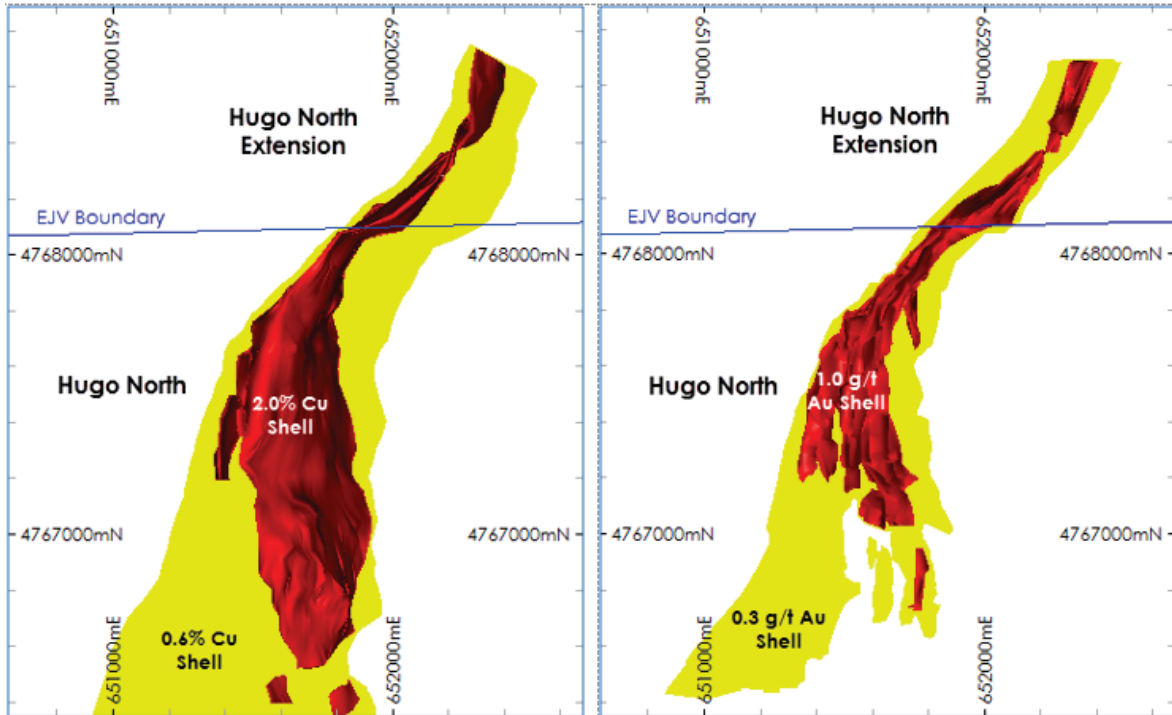 651000mE
652000mE
Hugo North
Extension
EJV Boundary
4768000mN
4768000mN
Hugo North
2.0% Cu
Shell
4767000mN
4767000mN
0.6% Cu
Shell
651000mE
652000mE
651000mE
652000mE
Hugo North
Extension
EJV Boundary
4768000mN
4768000mN
Hugo North
1.0 g/t
Au Shell
4767000mN
4767000mN
0.3 g/t Au
Shell
651000mE
652000mE